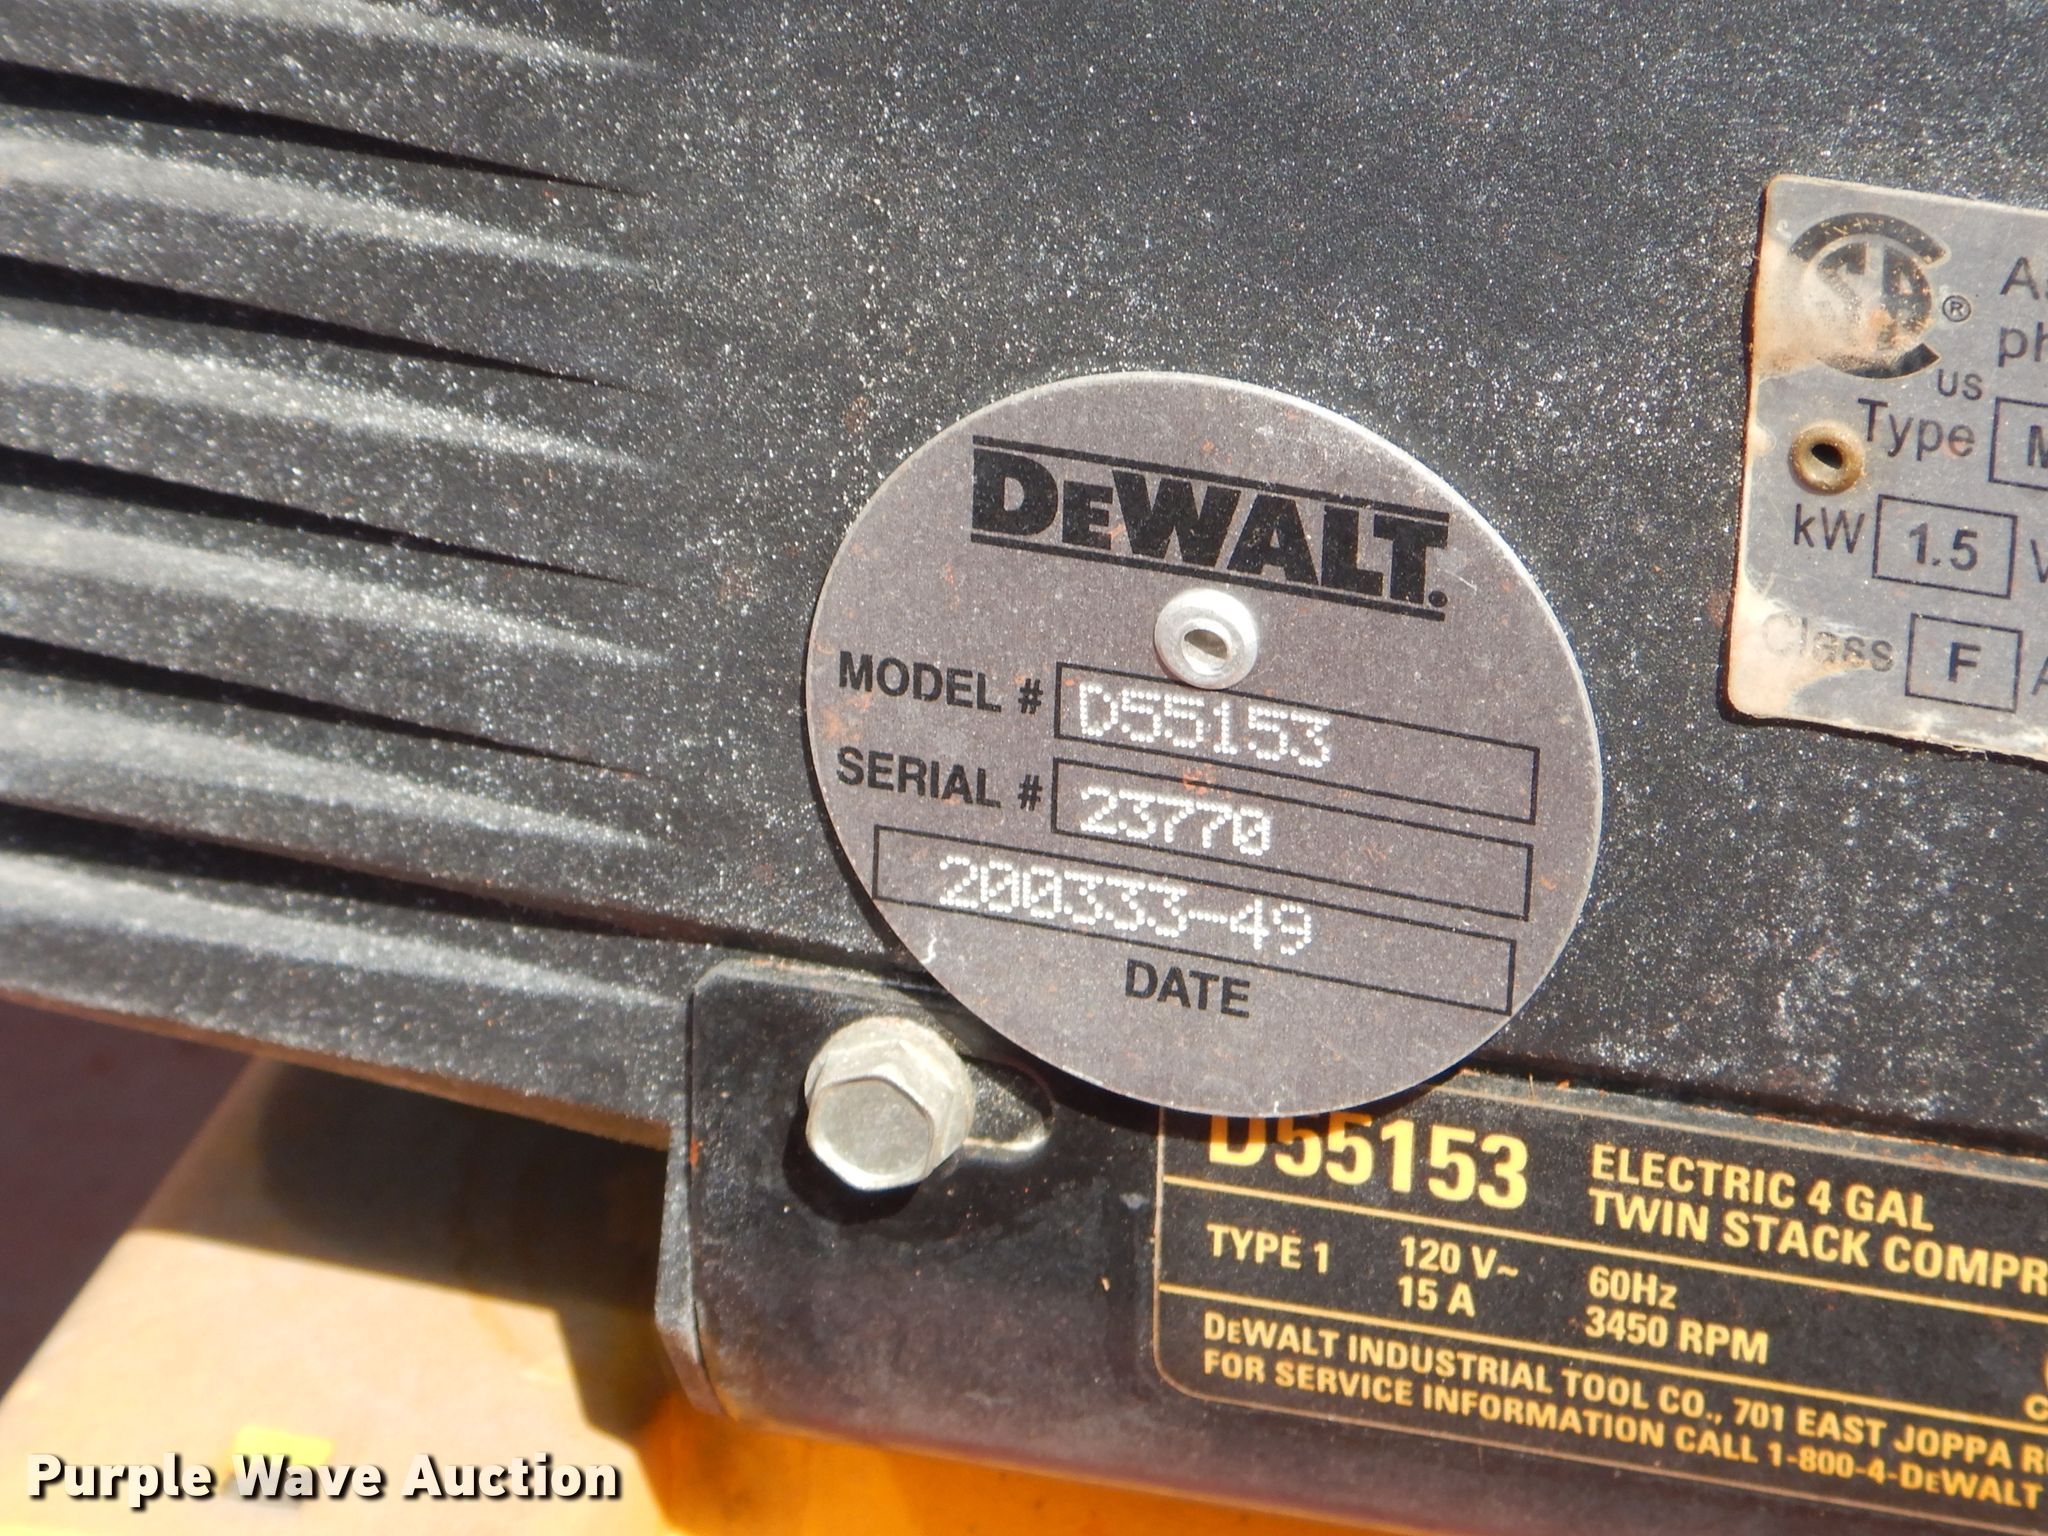 DEWALT.
MODEL # D55153
SERIAL # 23770
200333-49
DATE
US
Type
kW 1.5
Class F
D55153 ELECTRIC 4 GAL
TWIN STACK COMPR
TYPE 1 120 V~ 60Hz
15 A 3450 RPM
DEWALT INDUSTRIAL TOOL CO., 701 EAST JOPPA
FOR SERVICE INFORMATION CALL 1-800-4-DEWALT
Purple Wave Auction